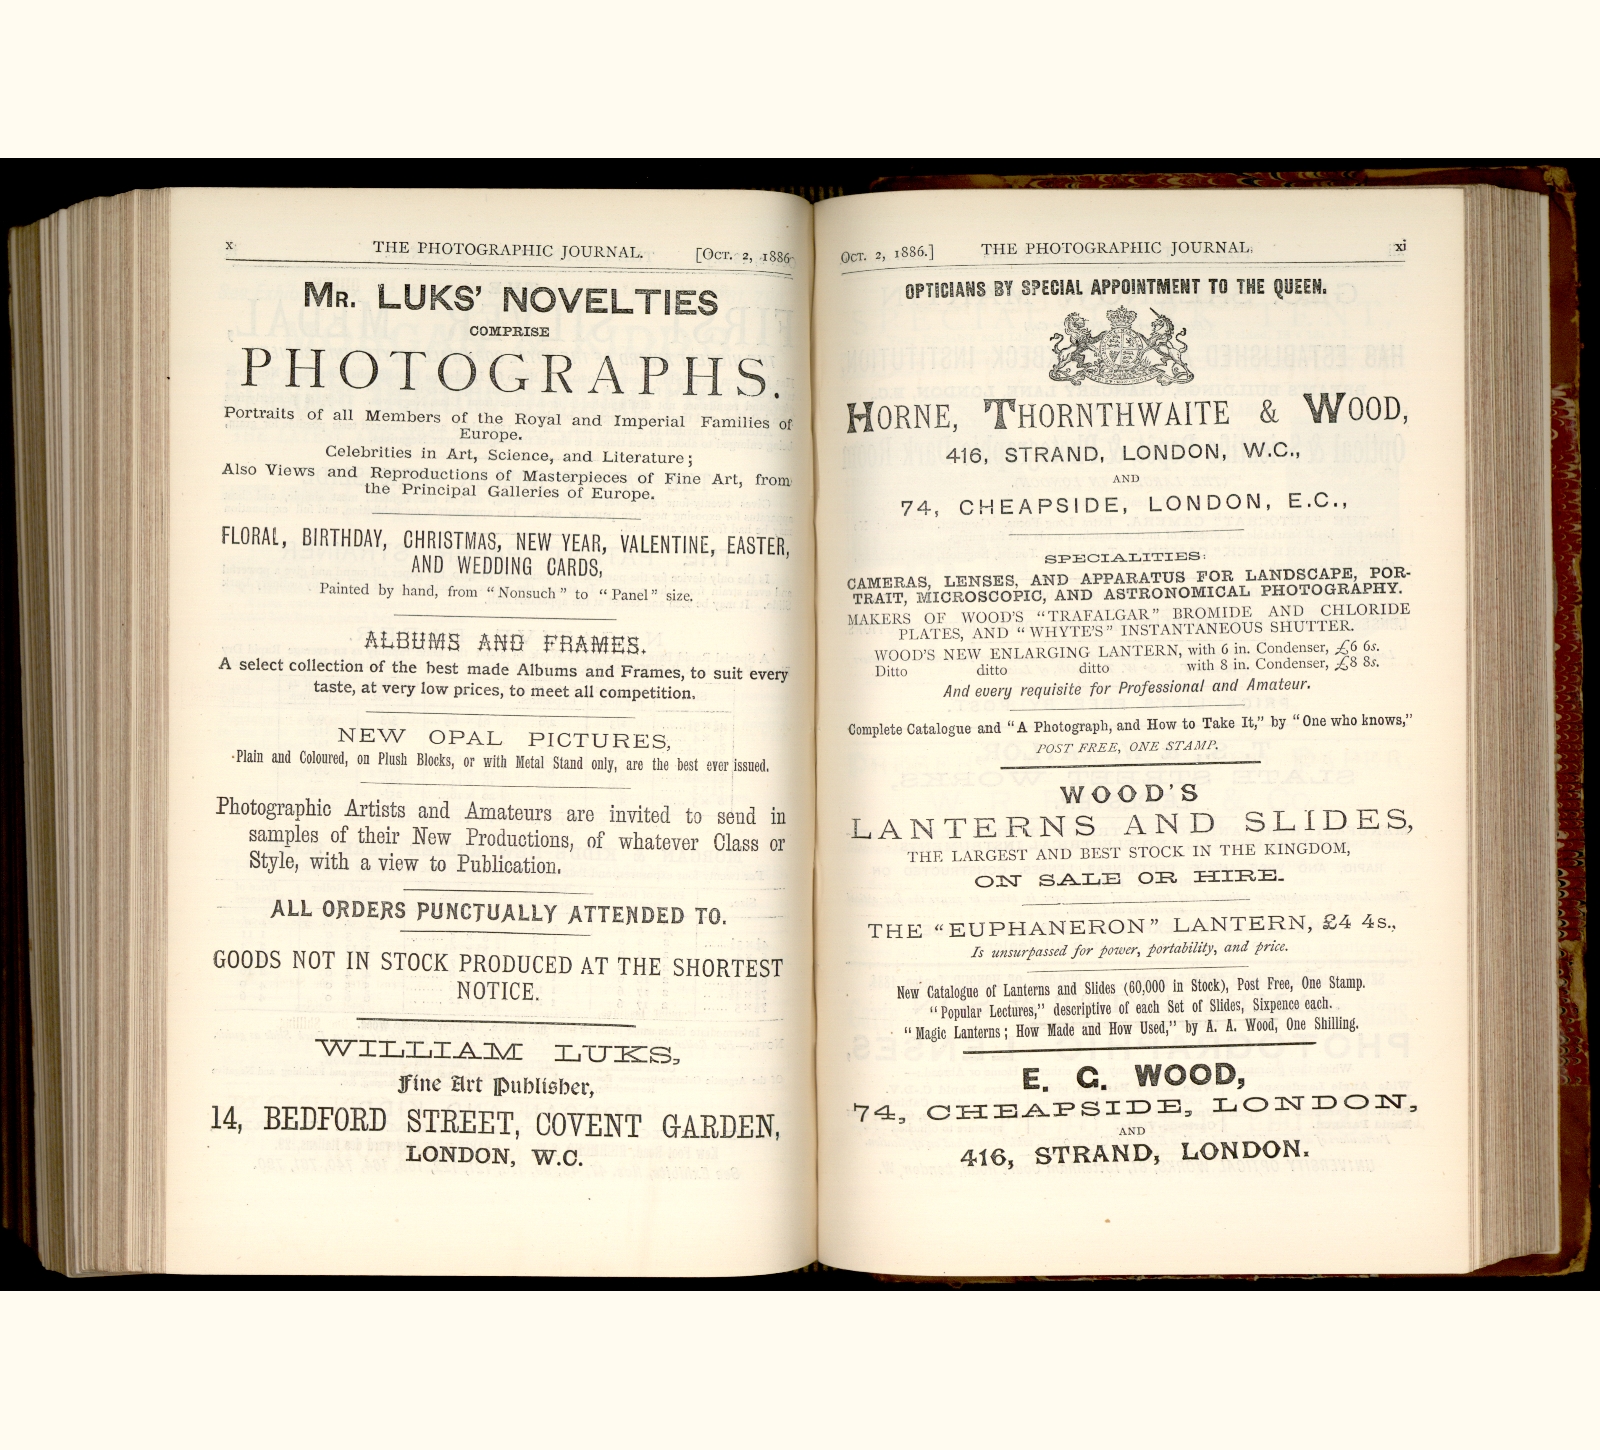 x THE PHOTOGRAPHIC JOURNAL. [OCT. 2, 1886
MR. LUKS' NOVELTIES
COMPRISE
PHOTOGRAPHS.
Portraits of all Members of the Royal and Imperial Families of
Europe.
Celebrities in Art, Science, and Literature;
Also Views and Reproductions of Masterpieces of Fine Art, from
the Principal Galleries of Europe.
FLORAL, BIRTHDAY, CHRISTMAS, NEW YEAR, VALENTINE, EASTER,
AND WEDDING CARDS,
Painted by hand, from "Nonsuch" to "Panel" size.
ALBUMS AND FRAMES.
A select collection of the best made Albums and Frames, to suit every
taste, at very low prices, to meet all competition.
NEW OPAL PICTURES,
Plain and Coloured, on Plush Blocks, or with Metal Stand only, are the best ever issued.
Photographic Artists and Amateurs are invited to send in
samples of their New Productions, of whatever Class or
Style, with a view to Publication.
ALL ORDERS PUNCTUALLY ATTENDED TO.
GOODS NOT IN STOCK PRODUCED AT THE SHORTEST
NOTICE.
WILLIAM LUKS,
Fine Art Publisher,
14, BEDFORD STREET, COVENT GARDEN,
LONDON, W.C.
OCT. 2, 1886.] THE PHOTOGRAPHIC JOURNAL. xi
OPTICIANS BY SPECIAL APPOINTMENT TO THE QUEEN.
HORNE, THORNTHWAITE & WOOD,
416, STRAND, LONDON, W.C.,
AND
74, CHEAPSIDE, LONDON, E.C.,
SPECIALITIES:
CAMERAS, LENSES, AND APPARATUS FOR LANDSCAPE, POR-
TRAIT, MICROSCOPIC, AND ASTRONOMICAL PHOTOGRAPHY.
MAKERS OF WOOD'S "TRAFALGAR" BROMIDE AND CHLORIDE
PLATES, AND "WHYTE'S" INSTANTANEOUS SHUTTER.
WOOD'S NEW ENLARGING LANTERN, with 6 in. Condenser, £6 6s.
Ditto ditto ditto with 8 in. Condenser, £8 8s.
And every requisite for Professional and Amateur.
Complete Catalogue and "A Photograph, and How to Take It," by "One who knows,"
POST FREE, ONE STAMP.
WOOD'S
LANTERNS AND SLIDES,
THE LARGEST AND BEST STOCK IN THE KINGDOM,
ON SALE OR HIRE.
THE "EUPHANERON" LANTERN, £4 4s.,
Is unsurpassed for power, portability, and price.
New Catalogue of Lanterns and Slides (60,000 in Stock), Post Free, One Stamp.
"Popular Lectures," descriptive of each Set of Slides, Sixpence each.
"Magic Lanterns; How Made and How Used," by A. A. Wood, One Shilling.
E. G. WOOD,
74, CHEAPSIDE, LONDON,
AND
416, STRAND, LONDON.